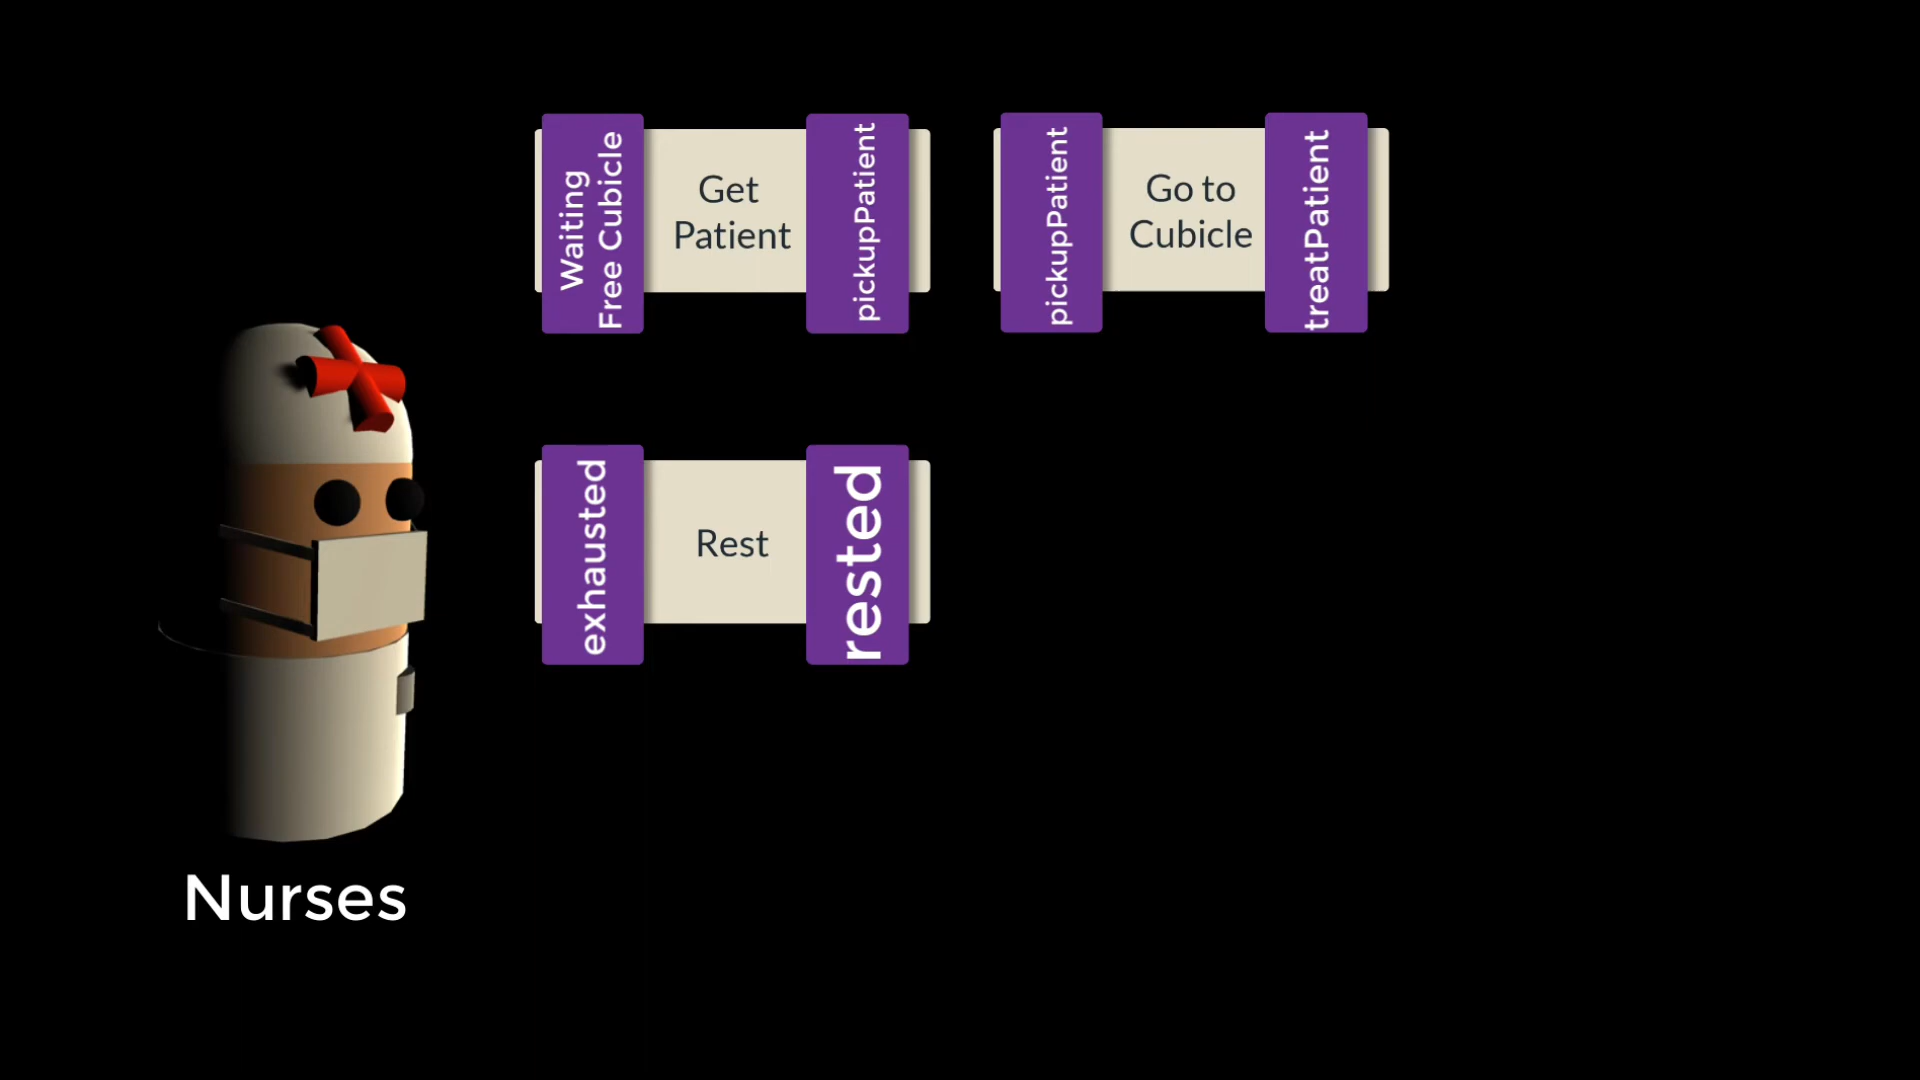 Waiting
Free Cubicle
Get
Patient
pickupPatient
pickupPatient
Go to
Cubicle
treatPatient
exhausted
Rest
rested
Nurses